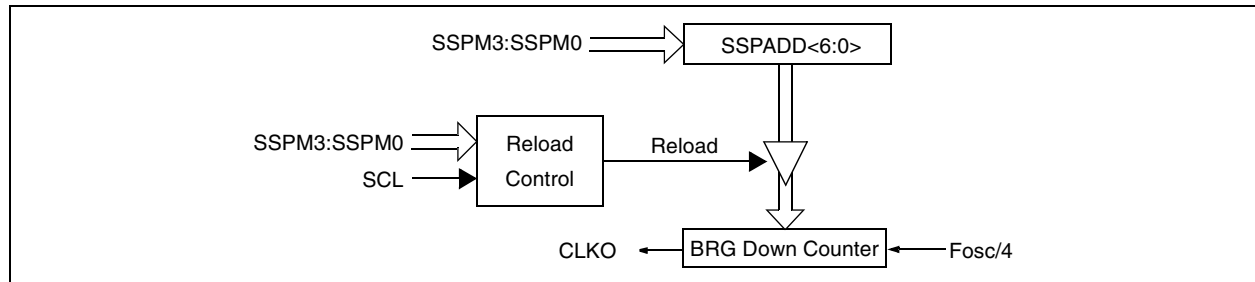 SSPM3:SSPM0
SSPADD<6:0>
SSPM3:SSPM0
SCL
Reload
Control
Reload
CLKO
BRG Down Counter
Fosc/4